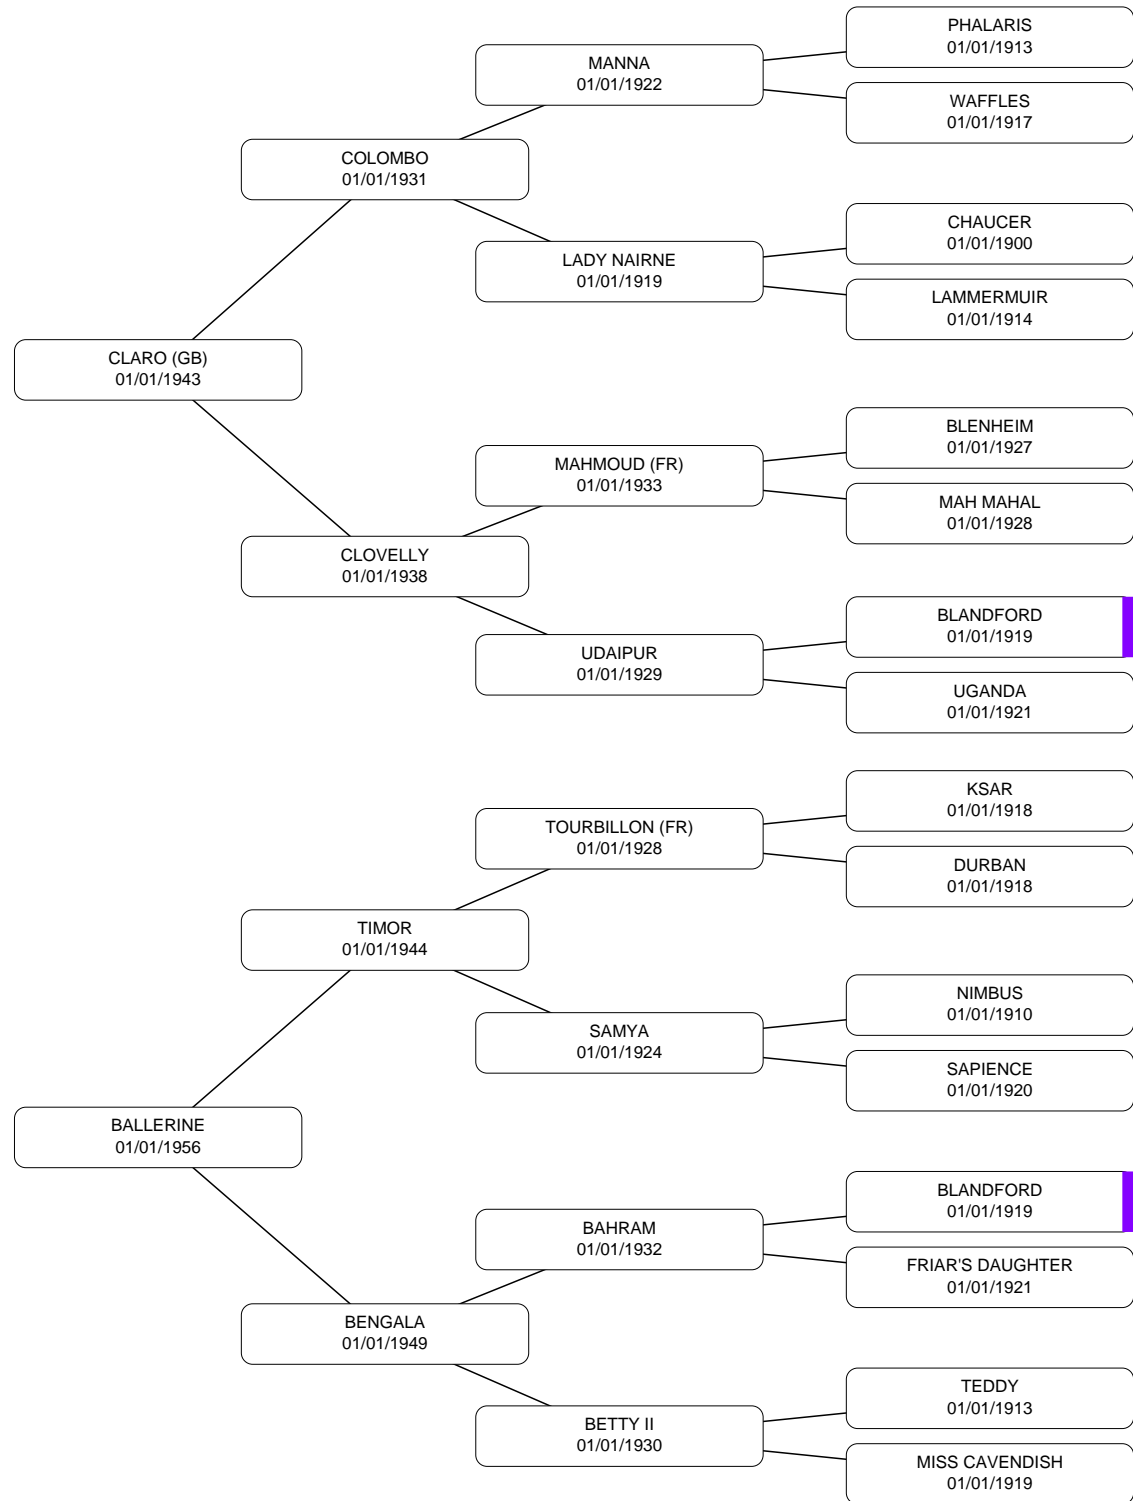 PHALARIS
01/01/1913
MANNA
01/01/1922
WAFFLES
01/01/1917
COLOMBO
01/01/1931
CHAUCER
01/01/1900
LADY NAIRNE
01/01/1919
LAMMERMUIR
01/01/1914
CLARO (GB)
01/01/1943
BLENHEIM
01/01/1927
MAHMOUD (FR)
01/01/1933
MAH MAHAL
01/01/1928
CLOVELLY
01/01/1938
BLANDFORD
01/01/1919
UDAIPUR
01/01/1929
UGANDA
01/01/1921
KSAR
01/01/1918
TOURBILLON (FR)
01/01/1928
DURBAN
01/01/1918
TIMOR
01/01/1944
NIMBUS
01/01/1910
SAMYA
01/01/1924
SAPIENCE
01/01/1920
BALLERINE
01/01/1956
BLANDFORD
01/01/1919
BAHRAM
01/01/1932
FRIAR'S DAUGHTER
01/01/1921
BENGALA
01/01/1949
TEDDY
01/01/1913
BETTY II
01/01/1930
MISS CAVENDISH
01/01/1919